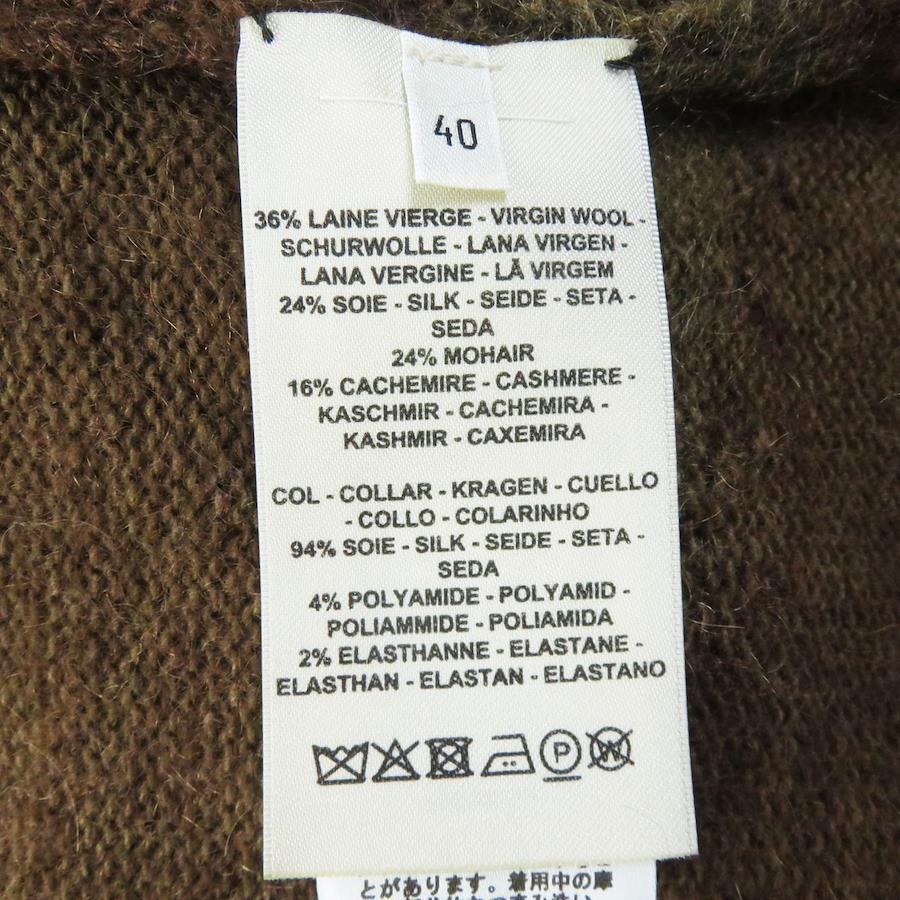 40
36% LAINE VIERGE - VIRGIN WOOL -
SCHURWOLLE - LANA VIRGEN -
LANA VERGINE - LÃ VIRGEM
24% SOIE - SILK - SEIDE - SETA -
SEDA
24% MOHAIR
16% CACHEMIRE - CASHMERE -
KASCHMIR - CACHEMIRA -
KASHMIR - CAXEMIRA
COL - COLLAR - KRAGEN - CUELLO
- COLLO - COLARINHO
94% SOIE - SILK - SEIDE - SETA -
SEDA
4% POLYAMIDE - POLYAMID -
POLIAMMIDE - POLIAMIDA
2% ELASTHANNE - ELASTANE -
ELASTHAN - ELASTAN - ELASTANO
P
W
とがあります。着用中の摩